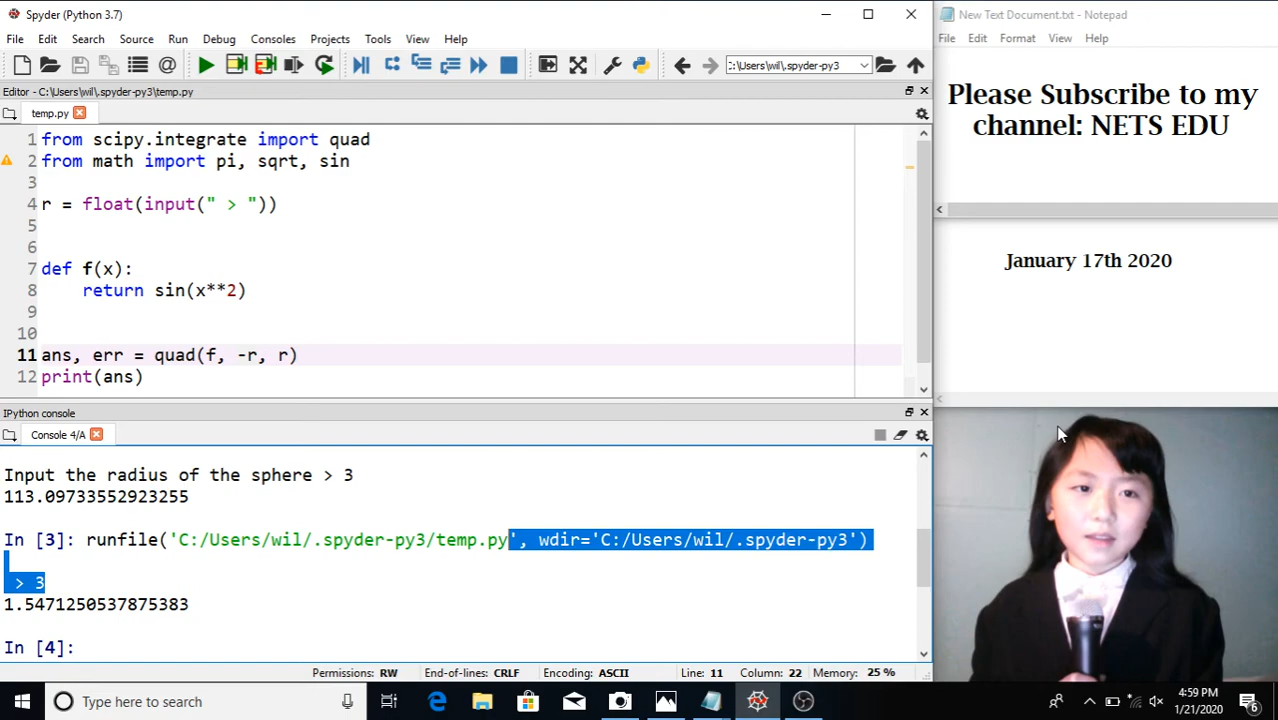 Spyder (Python 3.7)
File Edit Search Source Run Debug Consoles Projects Tools View Help
:\Users\wil\.spyder-py3
Editor - C:\Users\wil\.spyder-py3\temp.py
temp.py
1 from scipy.integrate import quad
2 from math import pi, sqrt, sin
3
4 r = float(input(" > "))
5
6
7 def f(x):
8 return sin(x**2)
9
10
11 ans, err = quad(f, -r, r)
12 print(ans)
IPython console
Console 4/A
Input the radius of the sphere > 3
113.09733552923255
In [3]: runfile('C:/Users/wil/.spyder-py3/temp.py', wdir='C:/Users/wil/.spyder-py3')
> 3
1.5471250537875383
In [4]:
Permissions: RW End-of-lines: CRLF Encoding: ASCII Line: 11 Column: 22 Memory: 25 %
New Text Document.txt - Notepad
File Edit Format View Help
Please Subscribe to my
channel: NETS EDU
January 17th 2020
Type here to search
4:59 PM
1/21/2020
6